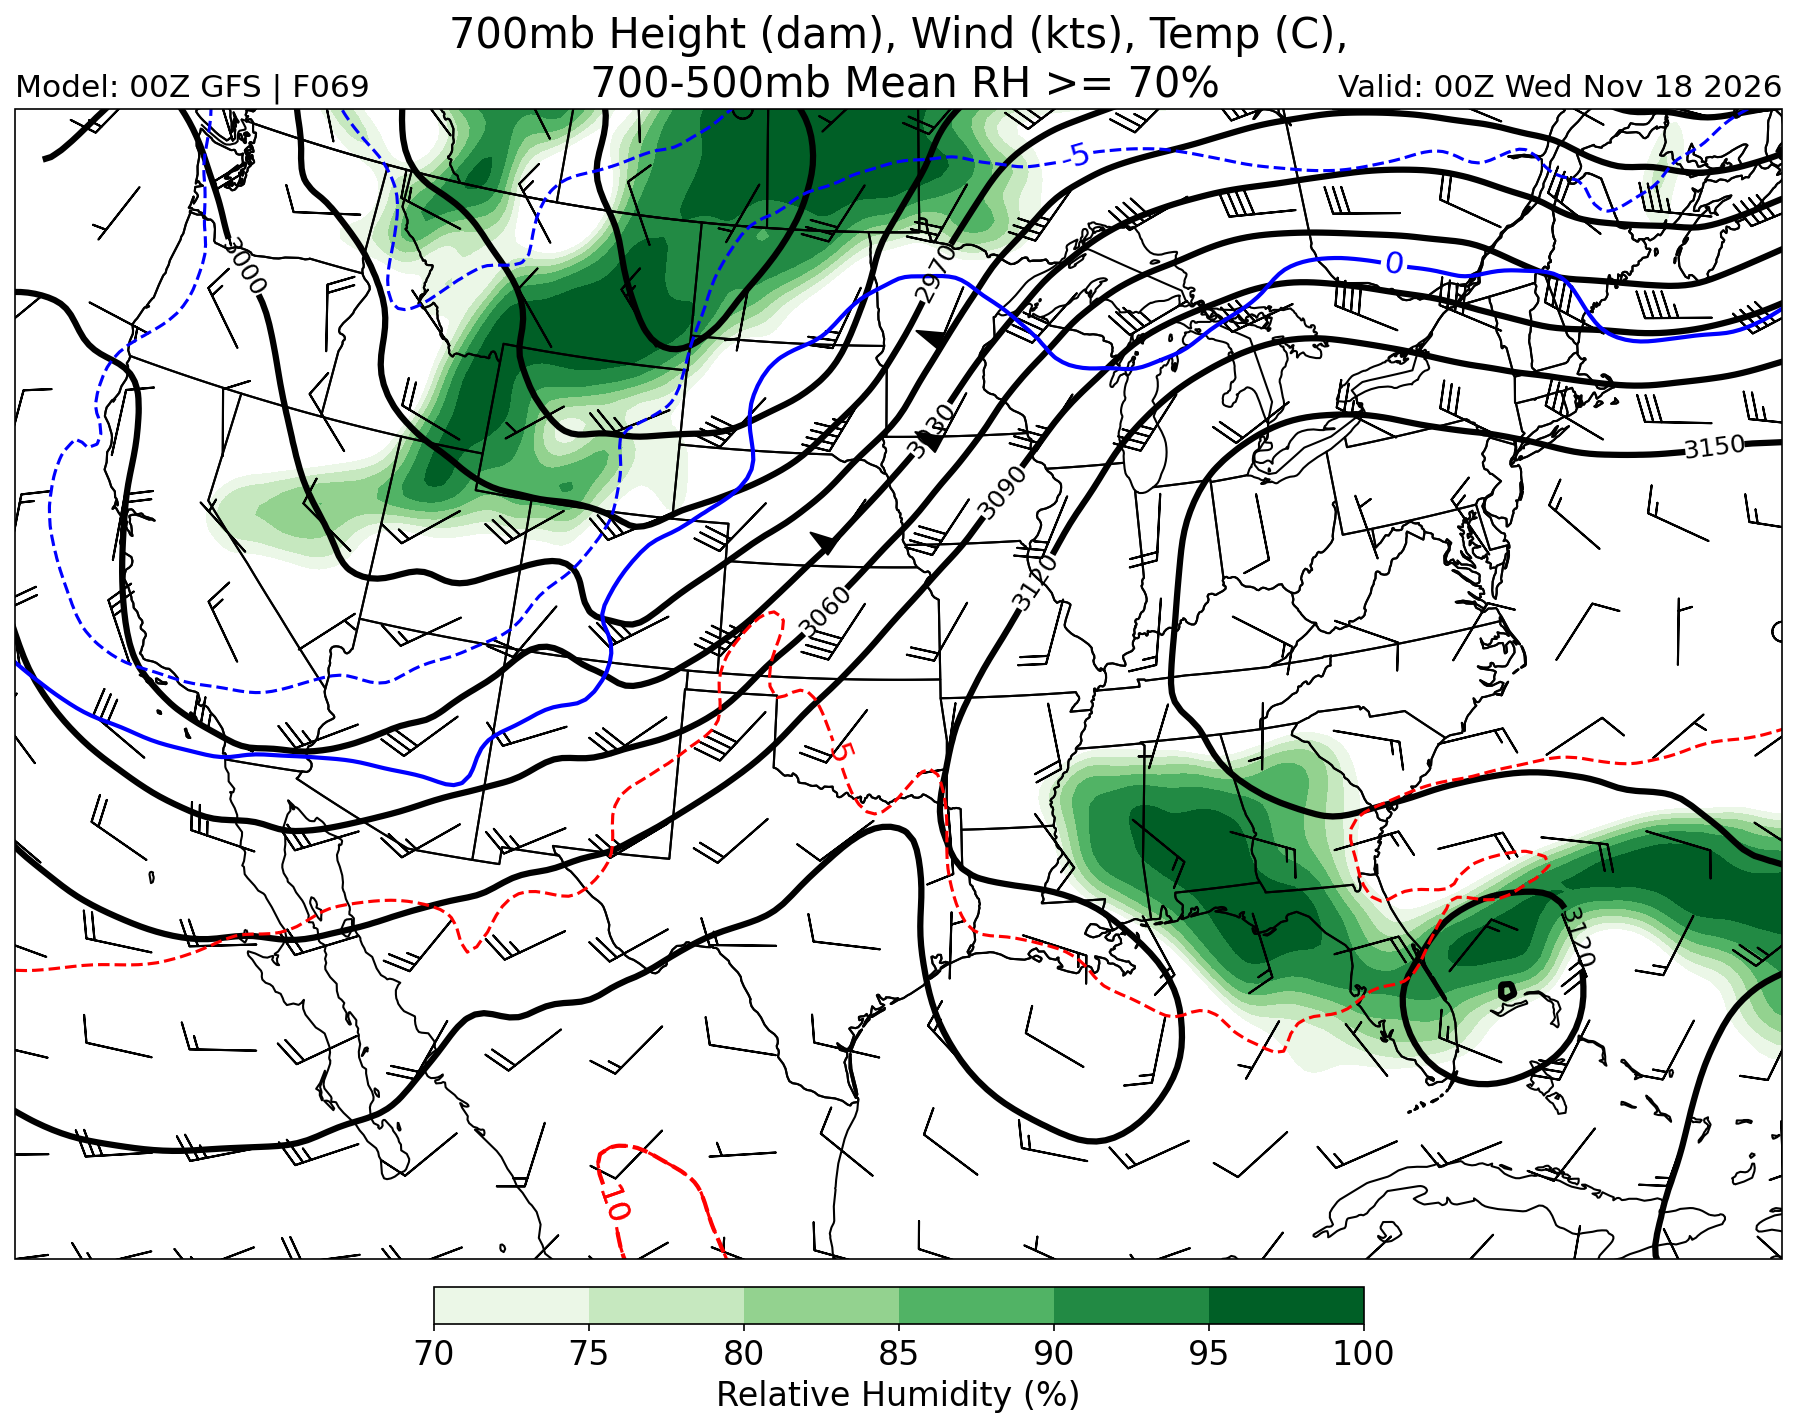 700mb Height (dam), Wind (kts), Temp (C),
700-500mb Mean RH >= 70%
Model: 00Z GFS | F069
Valid: 00Z Wed Nov 18 2026
-5
0
3000
2970
3030
3150
3090
3120
3060
5
3120
10
70 75 80 85 90 95 100
Relative Humidity (%)